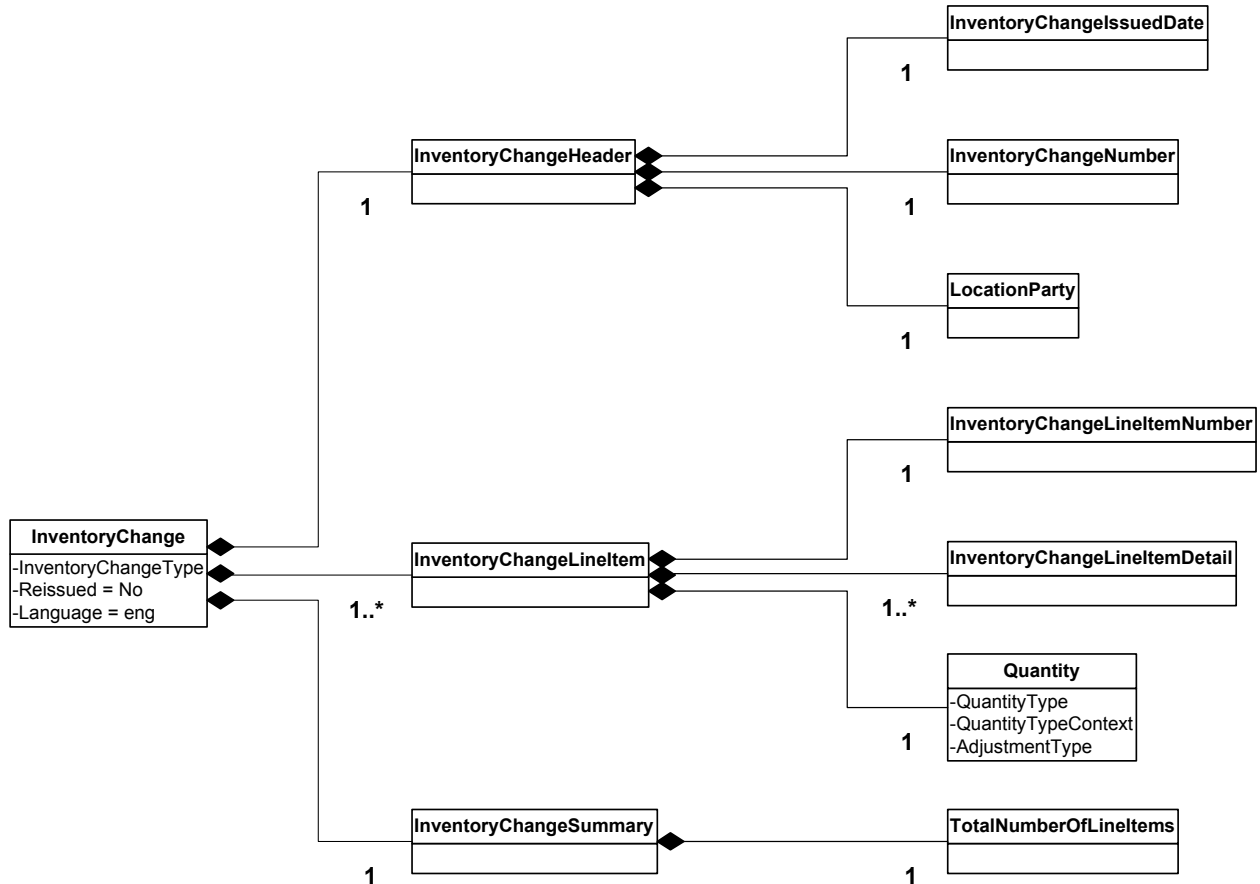 InventoryChangeIssuedDate
1
InventoryChangeHeader
1
InventoryChangeNumber
1
LocationParty
1
InventoryChangeLineItemNumber
1
InventoryChange
-InventoryChangeType
-Reissued = No
-Language = eng
InventoryChangeLineItem
1..*
InventoryChangeLineItemDetail
1..*
Quantity
-QuantityType
-QuantityTypeContext
-AdjustmentType
1
InventoryChangeSummary
1
TotalNumberOfLineItems
1